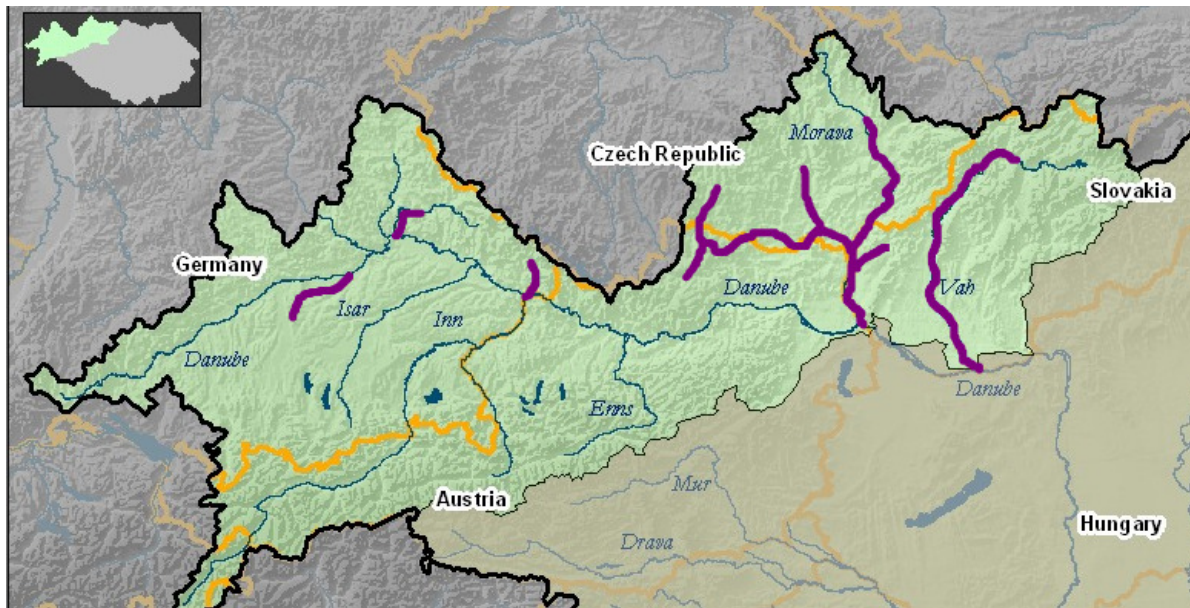 Morava
Czech Republic
Slovakia
Germany
Danube
Vah
Isar
Inn
Danube
Danube
Enns
Austria
Mur
Hungary
Drava